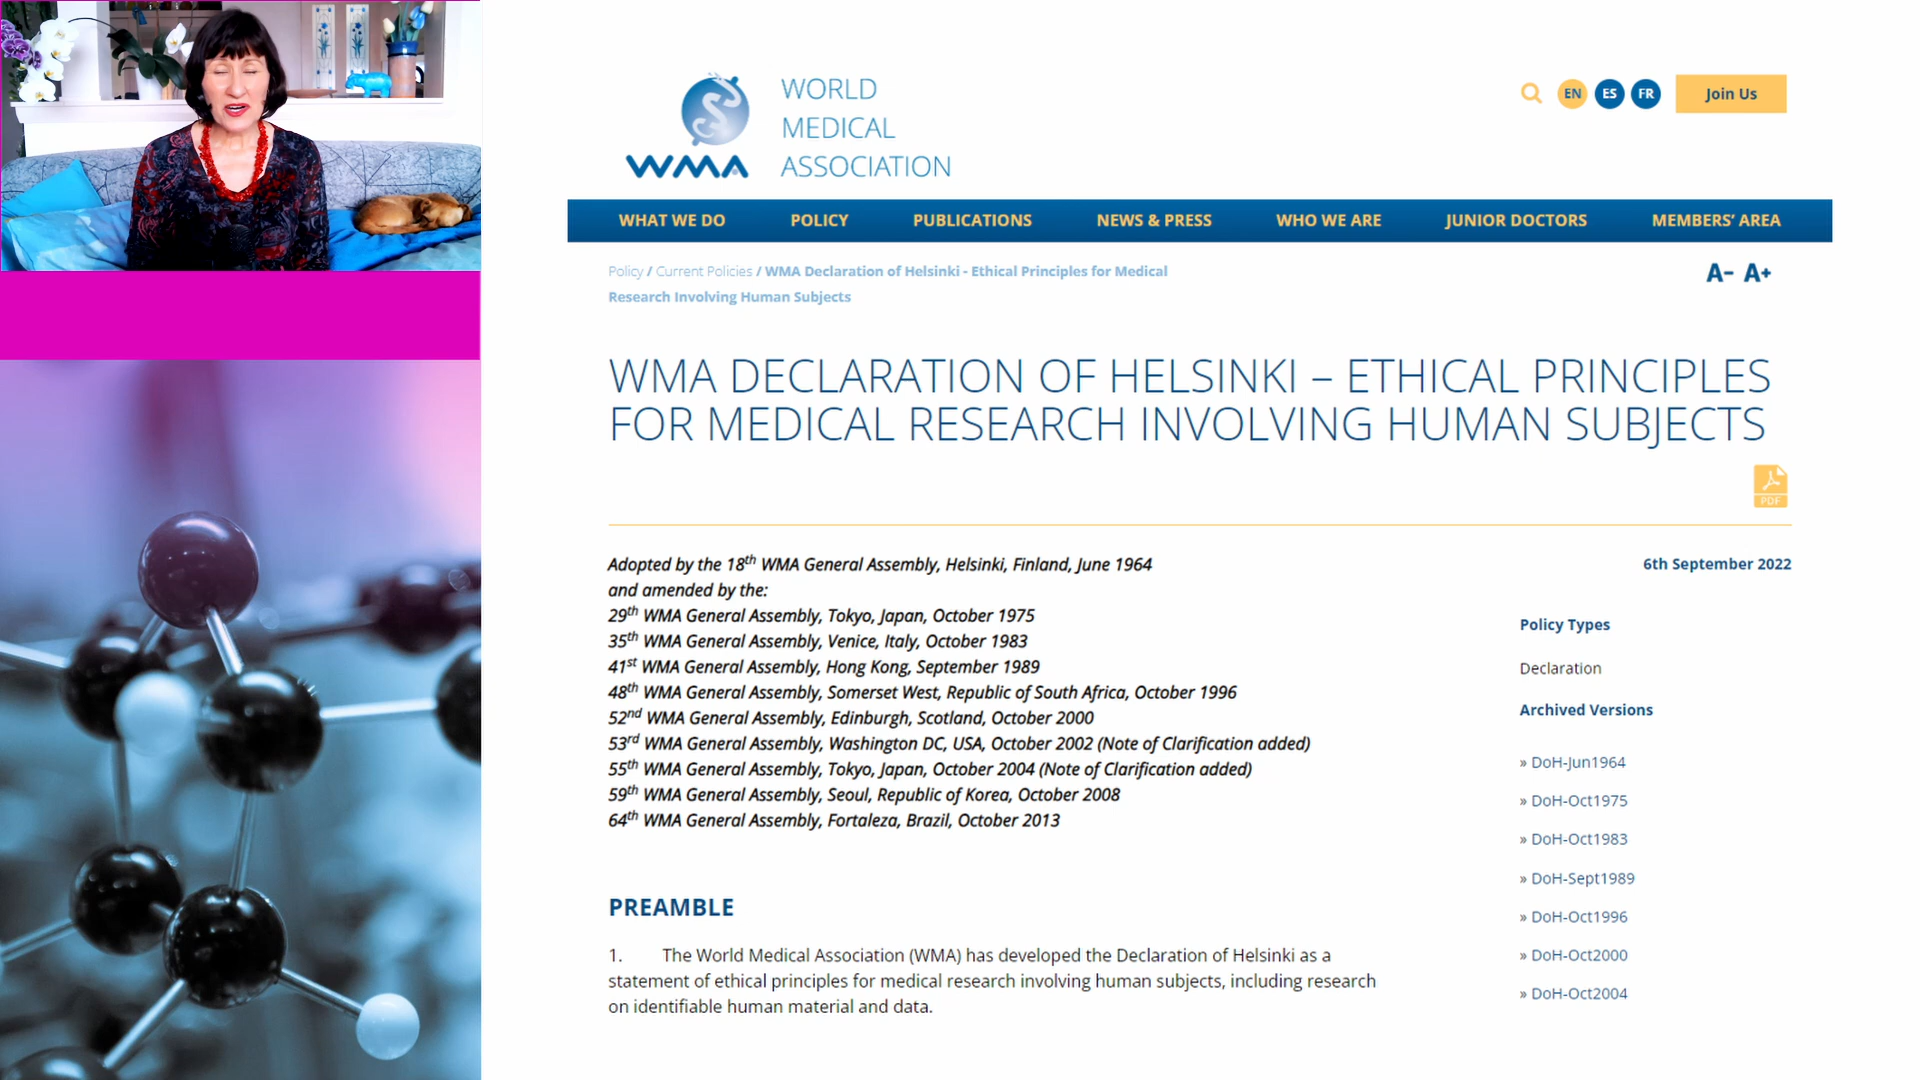 WORLD
MEDICAL
ASSOCIATION
WMA
EN ES FR Join Us
WHAT WE DO POLICY PUBLICATIONS NEWS & PRESS WHO WE ARE JUNIOR DOCTORS MEMBERS’ AREA
Policy / Current Policies / WMA Declaration of Helsinki - Ethical Principles for Medical
Research Involving Human Subjects
A- A+
WMA DECLARATION OF HELSINKI – ETHICAL PRINCIPLES
FOR MEDICAL RESEARCH INVOLVING HUMAN SUBJECTS
PDF
Adopted by the 18th WMA General Assembly, Helsinki, Finland, June 1964
and amended by the:
29th WMA General Assembly, Tokyo, Japan, October 1975
35th WMA General Assembly, Venice, Italy, October 1983
41st WMA General Assembly, Hong Kong, September 1989
48th WMA General Assembly, Somerset West, Republic of South Africa, October 1996
52nd WMA General Assembly, Edinburgh, Scotland, October 2000
53rd WMA General Assembly, Washington DC, USA, October 2002 (Note of Clarification added)
55th WMA General Assembly, Tokyo, Japan, October 2004 (Note of Clarification added)
59th WMA General Assembly, Seoul, Republic of Korea, October 2008
64th WMA General Assembly, Fortaleza, Brazil, October 2013
PREAMBLE
1. The World Medical Association (WMA) has developed the Declaration of Helsinki as a
statement of ethical principles for medical research involving human subjects, including research
on identifiable human material and data.
6th September 2022
Policy Types
Declaration
Archived Versions
» DoH-Jun1964
» DoH-Oct1975
» DoH-Oct1983
» DoH-Sept1989
» DoH-Oct1996
» DoH-Oct2000
» DoH-Oct2004